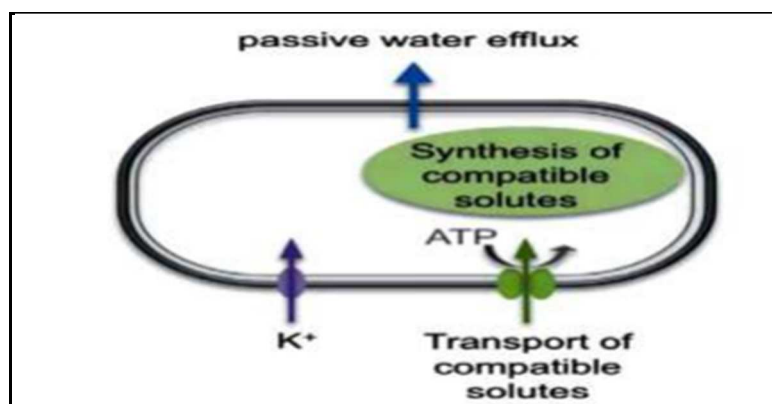 passive water efflux
Synthesis of
compatible
solutes
ATP
K⁺
Transport of
compatible
solutes